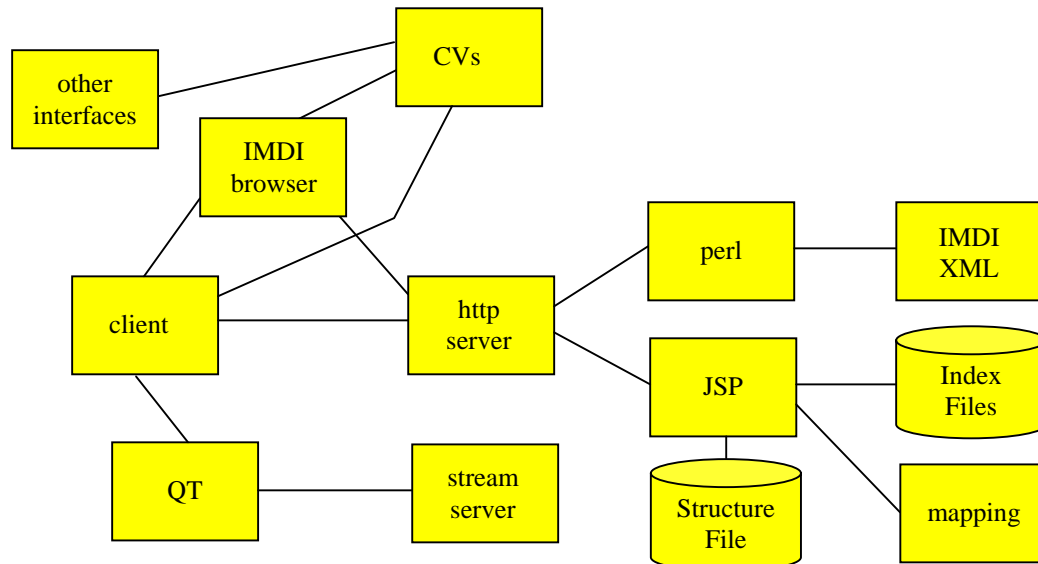 other
interfaces
CVs
IMDI
browser
perl
IMDI
XML
client
http
server
JSP
Index
Files
QT
stream
server
Structure
File
mapping